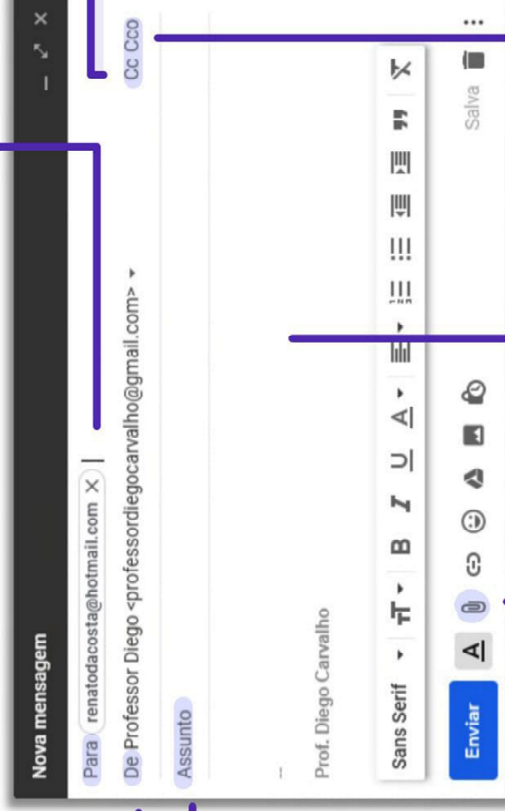 Nova mensagem
Para renatodacosta@hotmail.com Cc Cco
De Professor Diego <professordiegocarvalho@gmail.com>
Assunto
--
Prof. Diego Carvalho
Sans Serif
Enviar Salva